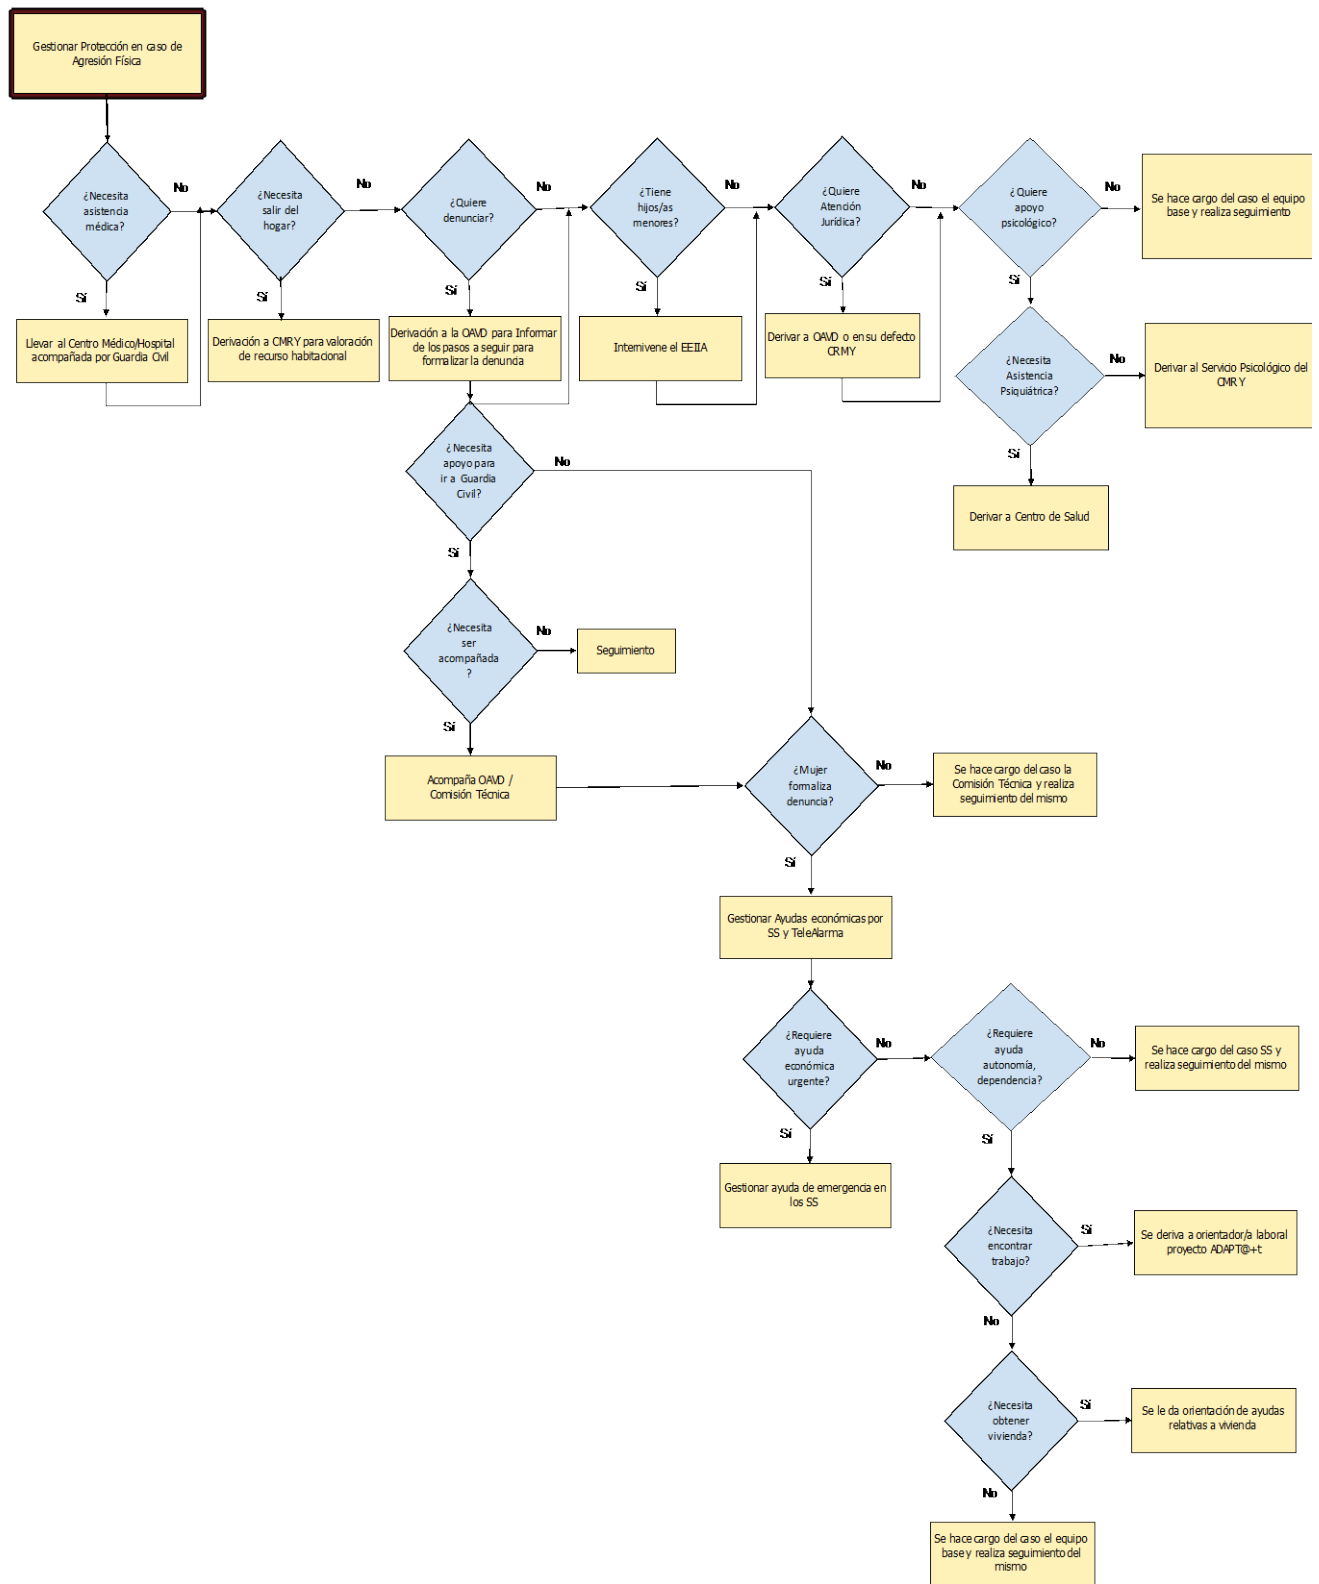 Gestionar Protección en caso de
Agresión Física
¿Necesita
asistencia
médica?
No
¿Necesita
salir del
hogar?
No
¿Quiere
denunciar?
No
¿Tiene
hijos/as
menores?
No
¿Quiere
Atención
Jurídica?
No
¿Quiere
apoyo
psicológico?
No
Se hace cargo del caso el equipo
base y realiza seguimiento
Sí
Sí
Sí
Sí
Sí
Sí
Llevar al Centro Médico/Hospital
acompañada por Guardia Civil
Derivación a CMRY para valoración
de recurso habitacional
Derivación a la OAVD para Informar
de los pasos a seguir para
formalizar la denuncia
Internivene el EEIIA
Derivar a OAVD o en su defecto
CRMY
¿Necesita
Asistencia
Psiquiátrica?
No
Derivar al Servicio Psicológico del
CMRY
Sí
Derivar a Centro de Salud
¿Necesita
apoyo para
ir a Guardia
Civil?
No
Sí
¿Necesita
ser
acompañada
?
No
Seguimiento
Sí
Acompaña OAVD /
Comisión Técnica
¿Mujer
formaliza
denuncia?
No
Se hace cargo del caso la
Comisión Técnica y realiza
seguimiento del mismo
Sí
Gestionar Ayudas económicas por
SS y TeleAlarma
¿Requiere
ayuda
económica
urgente?
No
¿Requiere
ayuda
autonomía,
dependencia?
No
Se hace cargo del caso SS y
realiza seguimiento del mismo
Sí
Sí
Gestionar ayuda de emergencia en
los SS
¿Necesita
encontrar
trabajo?
Sí
Se deriva a orientador/a laboral
proyecto ADAPT@+t
No
¿Necesita
obtener
vivienda?
Sí
Se le da orientación de ayudas
relativas a vivienda
No
Se hace cargo del caso el equipo
base y realiza seguimiento del
mismo